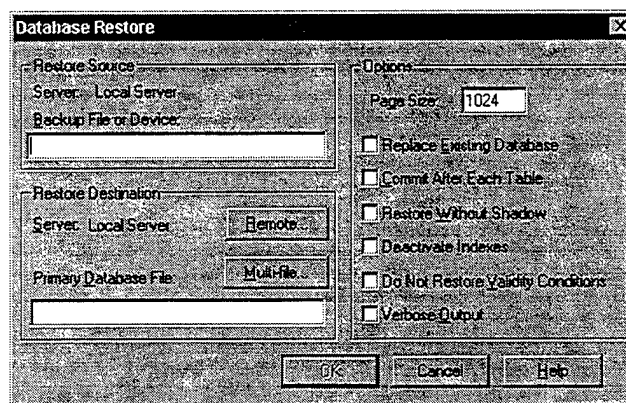 Database Restore
Restore Source
Server: Local Server
Backup File or Device:
Restore Destination
Server: Local Server
Remote...
Primary Database File:
Multi-file...
Options
Page Size: 1024
Replace Existing Database
Commit After Each Table
Restore Without Shadow
Deactivate Indexes
Do Not Restore Validity Conditions
Verbose Output
OK
Cancel
Help